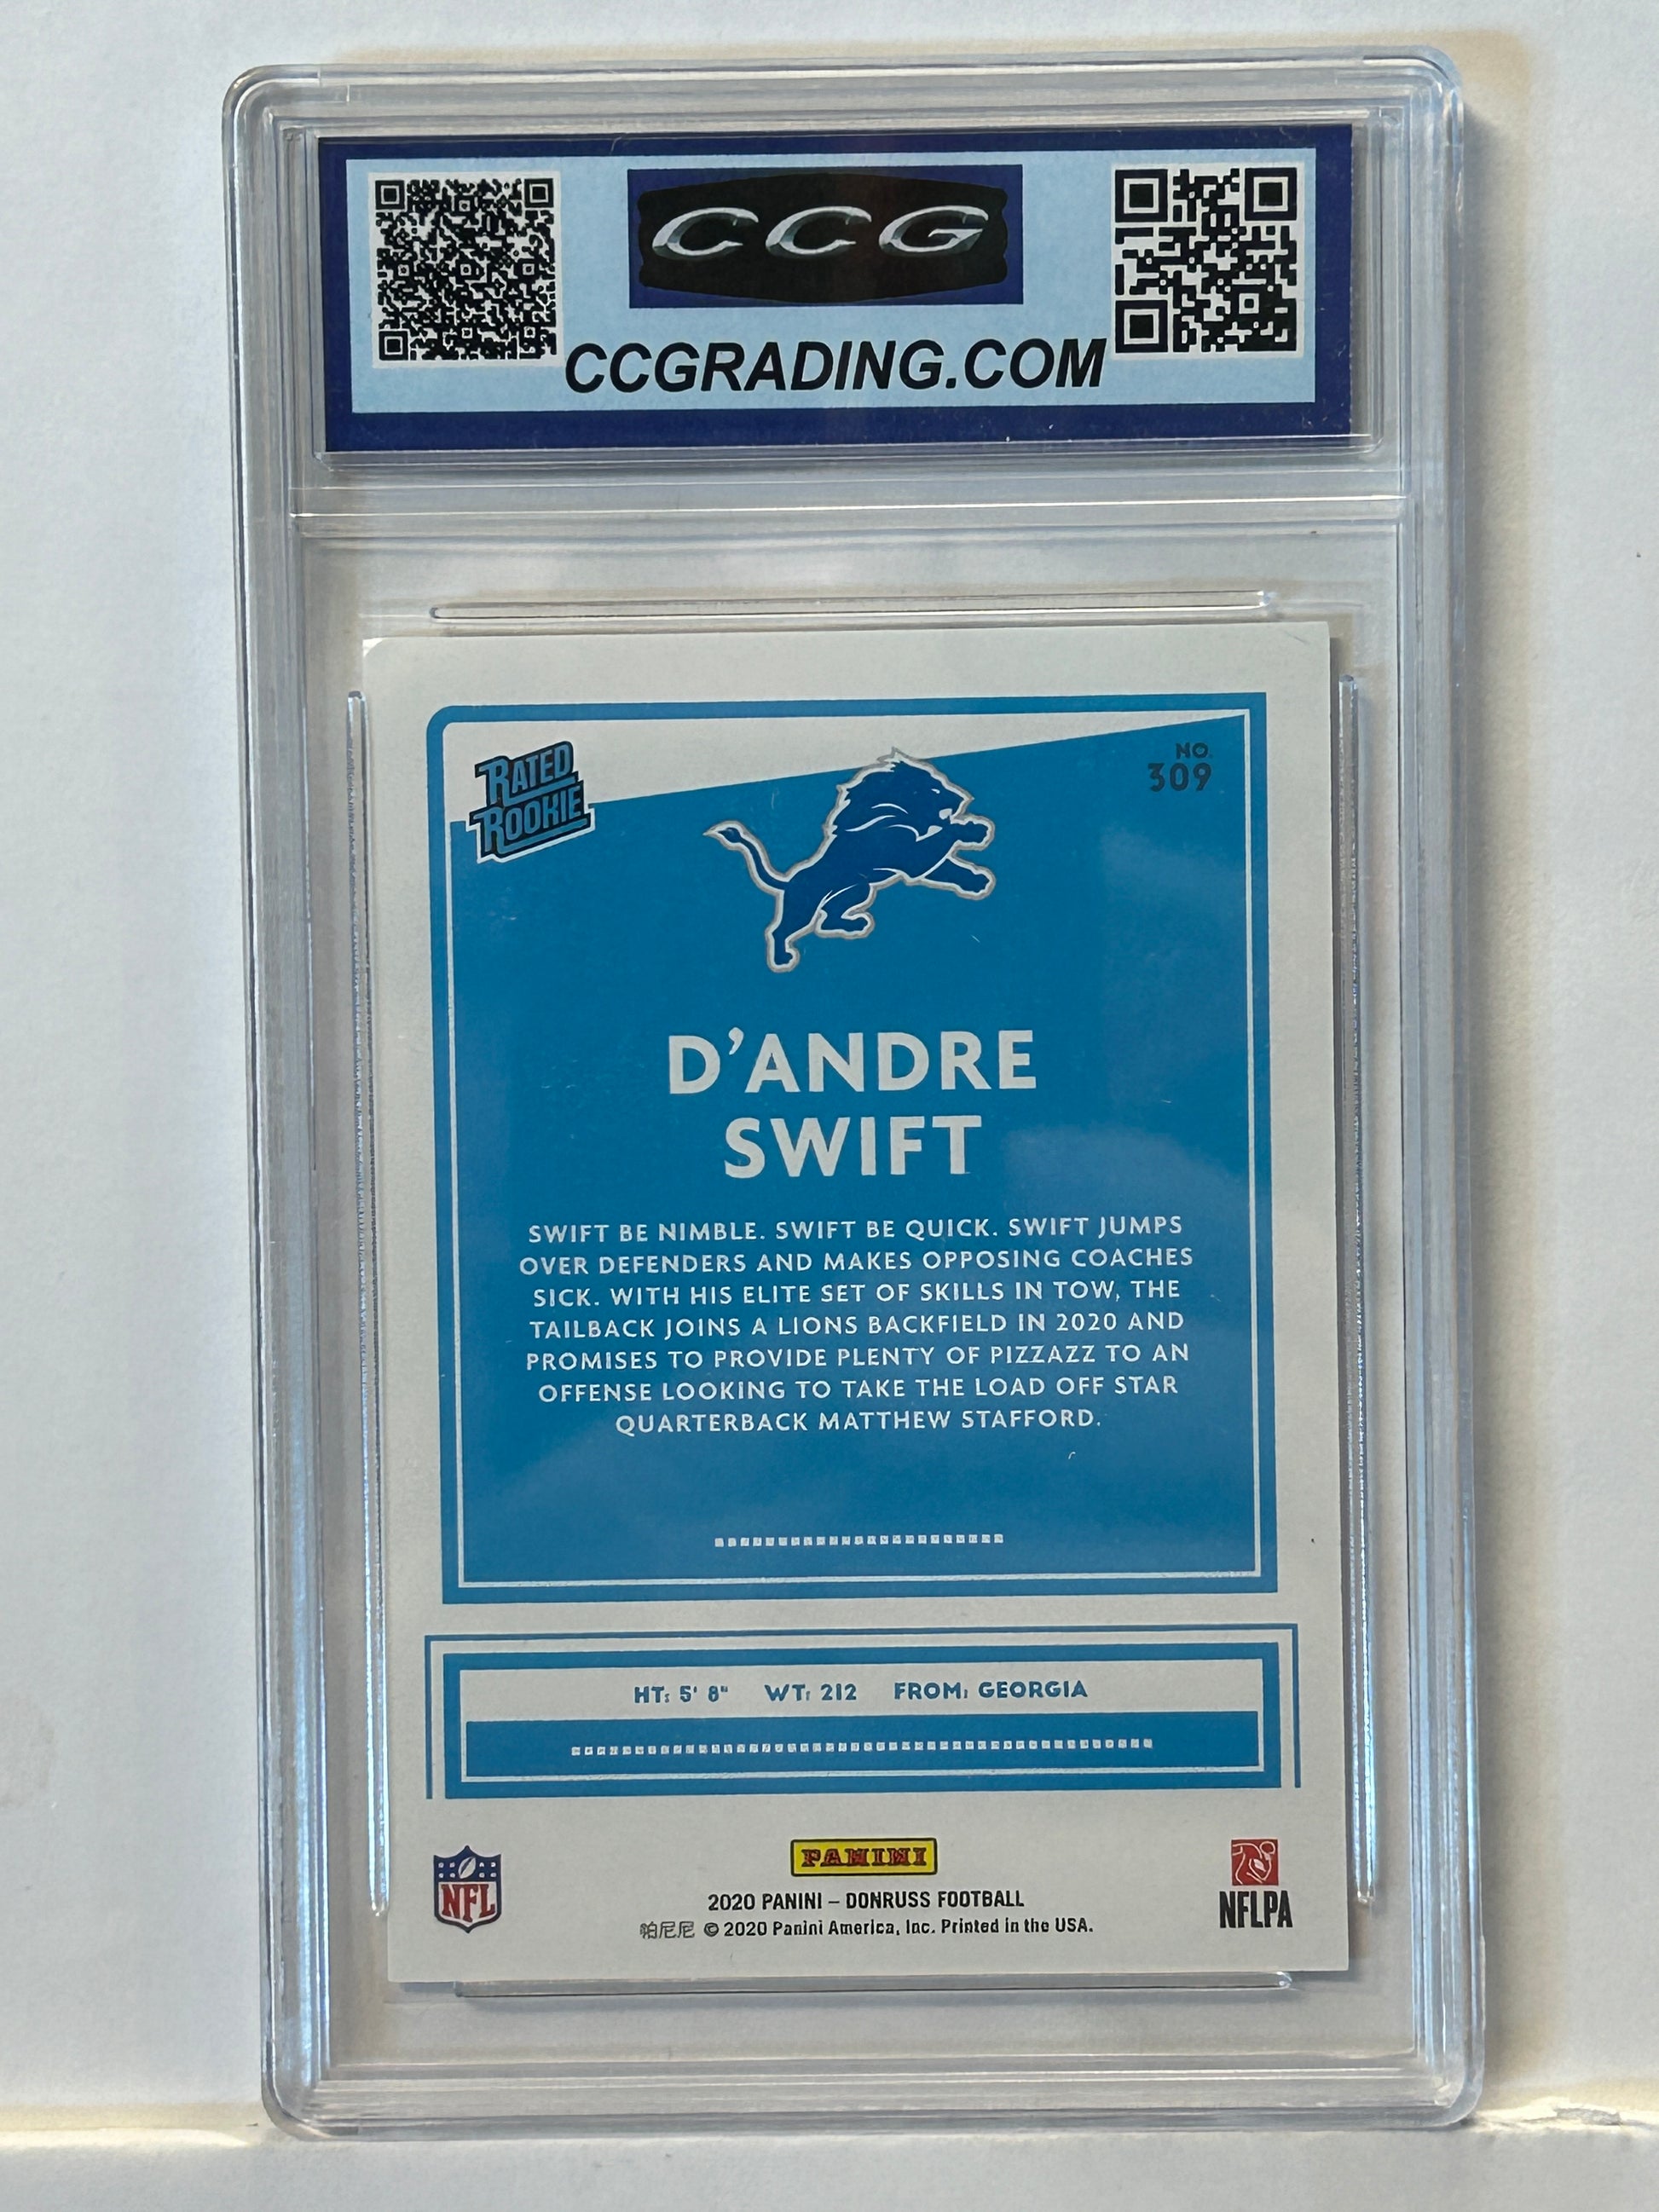 CCG
CCGRADING.COM
RATED
ROOKIE
NO.
309
D'ANDRE
SWIFT
SWIFT BE NIMBLE. SWIFT BE QUICK. SWIFT JUMPS
OVER DEFENDERS AND MAKES OPPOSING COACHES
SICK. WITH HIS ELITE SET OF SKILLS IN TOW, THE
TAILBACK JOINS A LIONS BACKFIELD IN 2020 AND
PROMISES TO PROVIDE PLENTY OF PIZZAZZ TO AN
OFFENSE LOOKING TO TAKE THE LOAD OFF STAR
QUARTERBACK MATTHEW STAFFORD.
HT: 5' 8" WT: 212 FROM: GEORGIA
NFL
PANINI
NFLPA
2020 PANINI – DONRUSS FOOTBALL
帕尼尼 © 2020 Panini America, Inc. Printed in the USA.